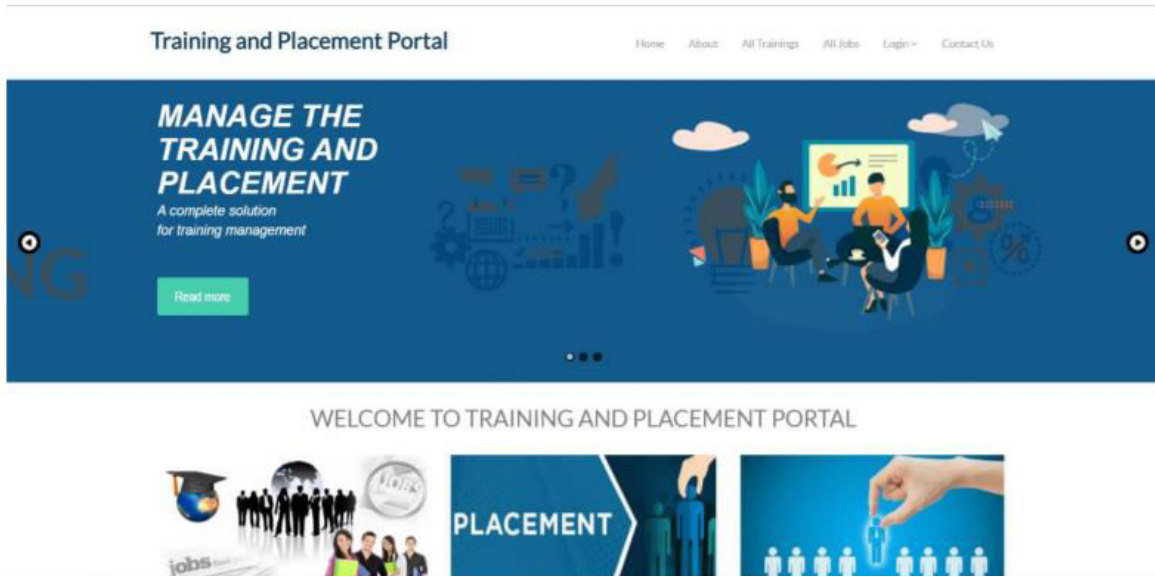 Training and Placement Portal
Home About All Trainings All Jobs Login Contact Us
MANAGE THE
TRAINING AND
PLACEMENT
A complete solution
for training management
NG
Read more
WELCOME TO TRAINING AND PLACEMENT PORTAL
JOBS
PLACEMENT
jobs